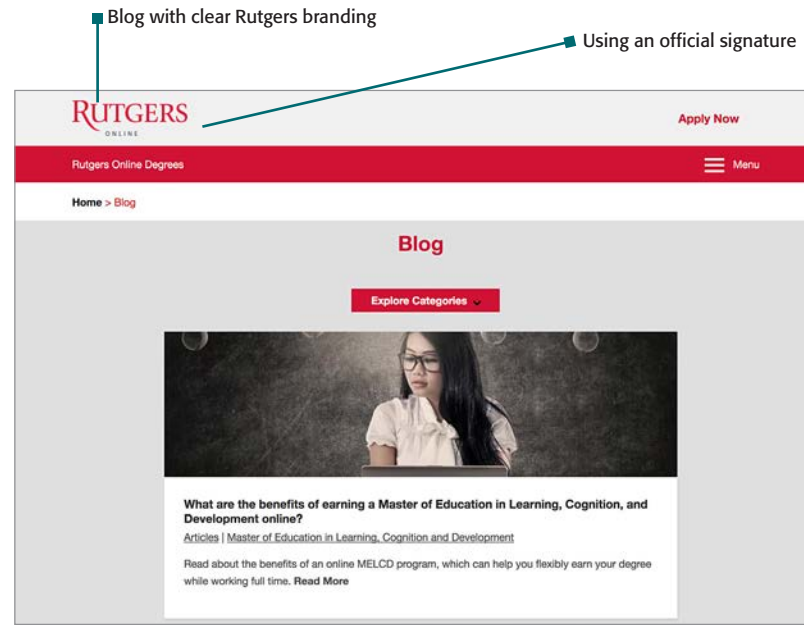 Blog with clear Rutgers branding
Using an official signature
RUTGERS
ONLINE
Apply Now
Rutgers Online Degrees
Menu
Home > Blog
Blog
Explore Categories
What are the benefits of earning a Master of Education in Learning, Cognition, and
Development online?
Articles | Master of Education in Learning, Cognition and Development
Read about the benefits of an online MELCD program, which can help you flexibly earn your degree
while working full time. Read More